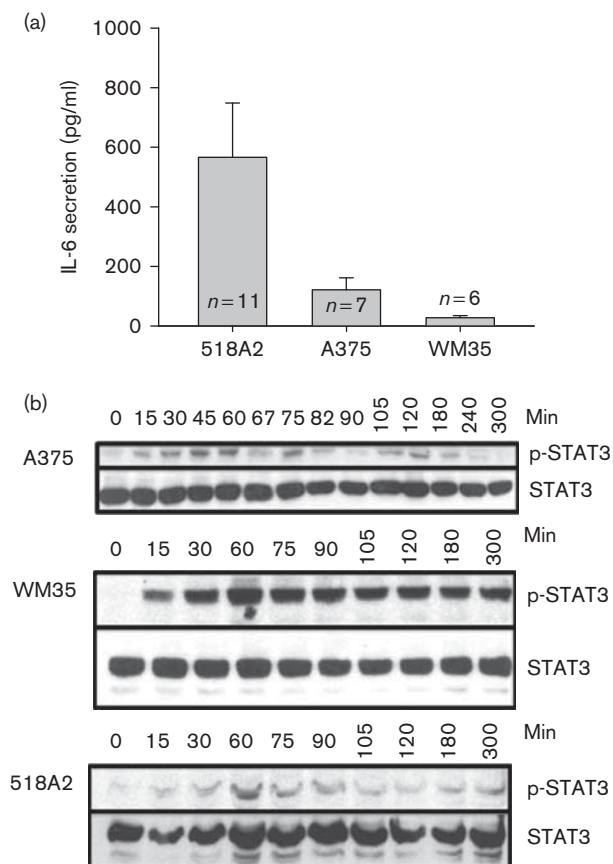 (a)
1000
800
600
400
200
0
IL-6 secretion (pg/ml)
n=11
n=7
n=6
518A2 A375 WM35
(b)
0 15 30 45 60 67 75 82 90 105 120 180 240 300 Min
A375
p-STAT3
STAT3
0 15 30 60 75 90 105 120 180 300 Min
WM35
p-STAT3
STAT3
0 15 30 60 75 90 105 120 180 300 Min
518A2
p-STAT3
STAT3